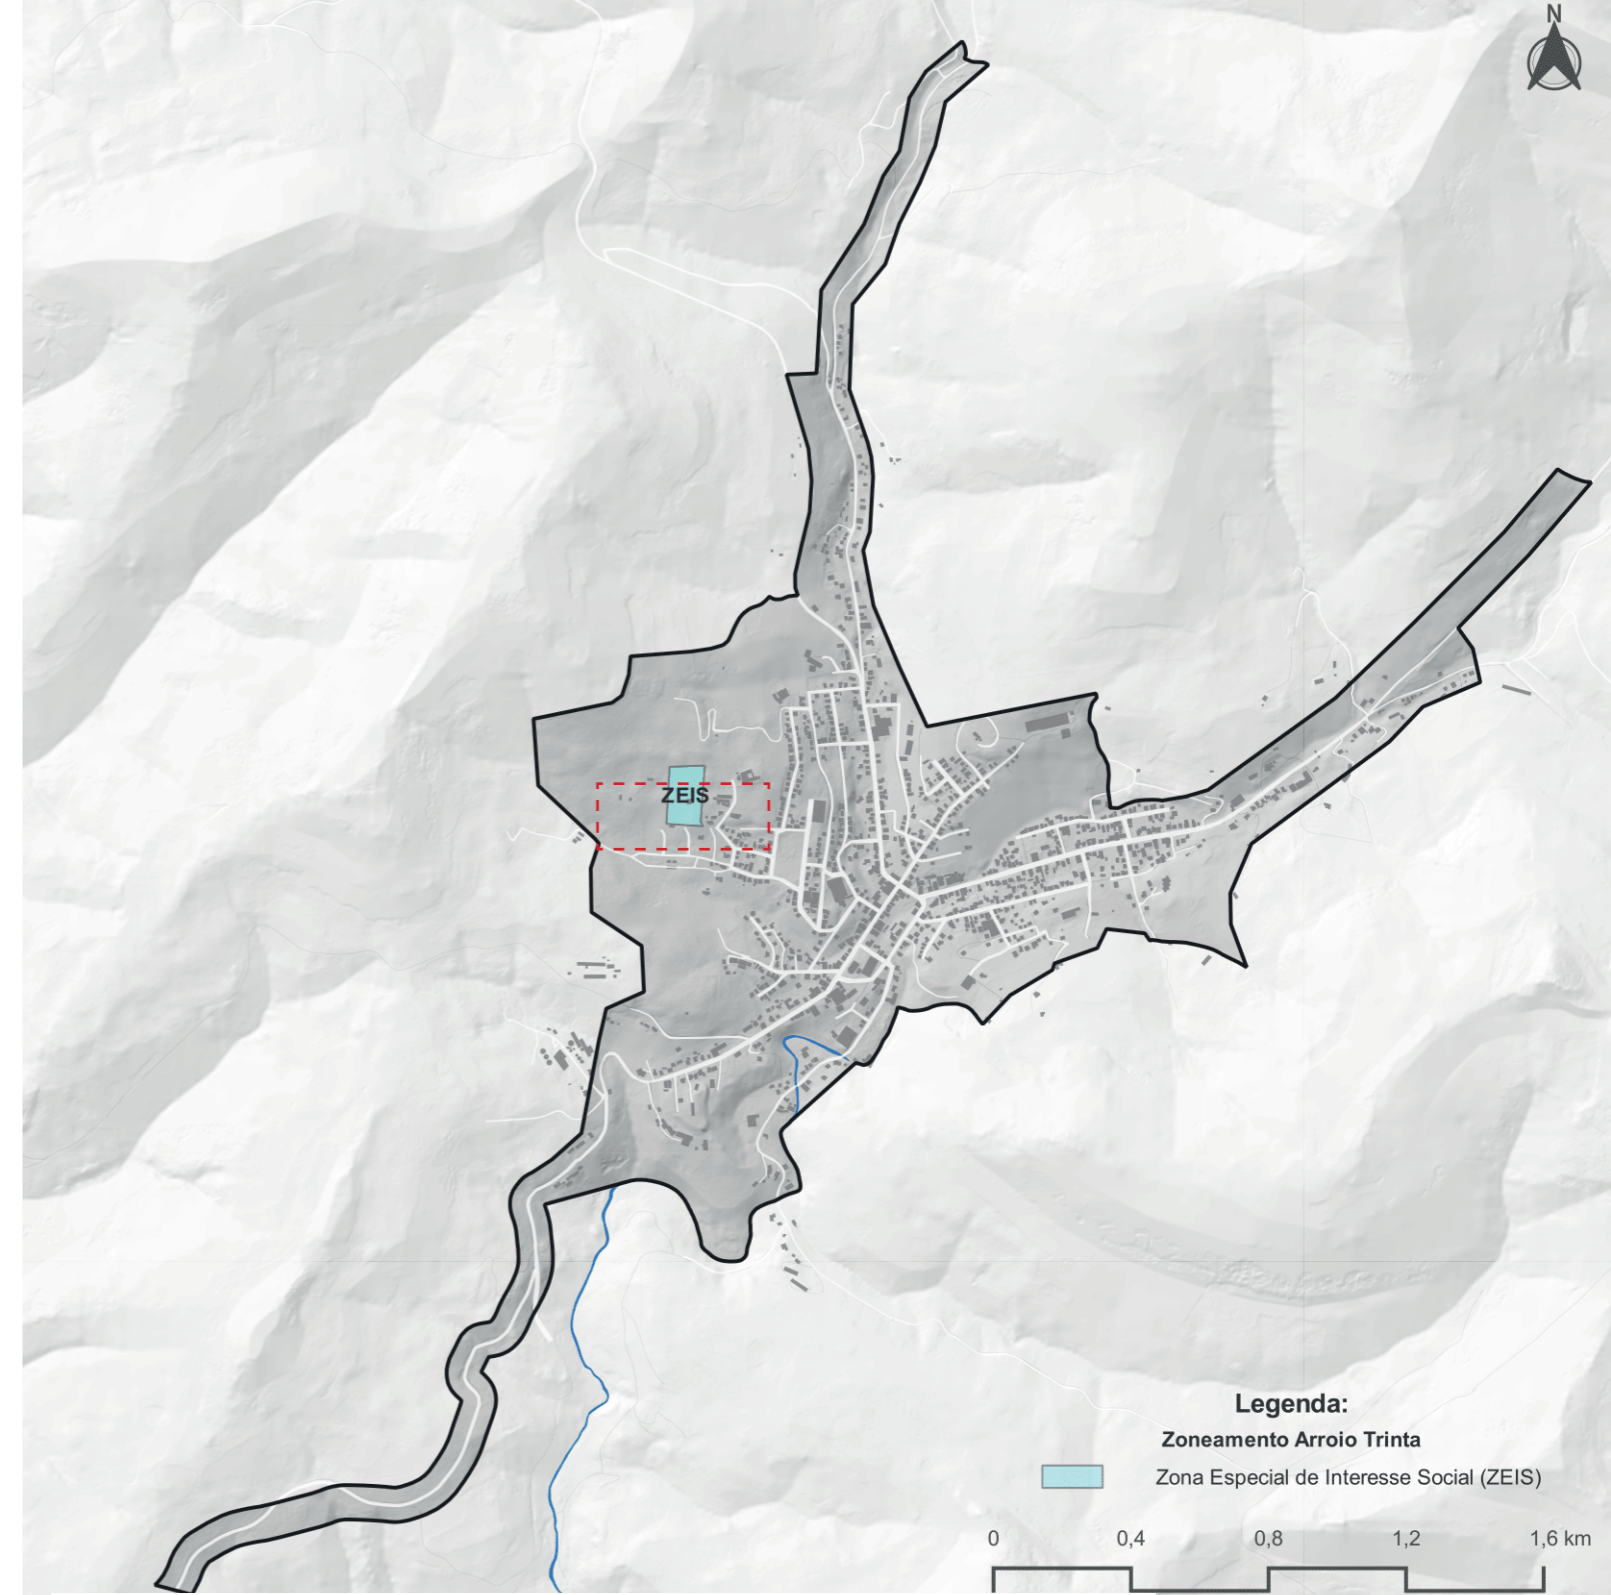 N
ZEIS
Legenda:
Zoneamento Arroio Trinta
Zona Especial de Interesse Social (ZEIS)
0 0,4 0,8 1,2 1,6 km